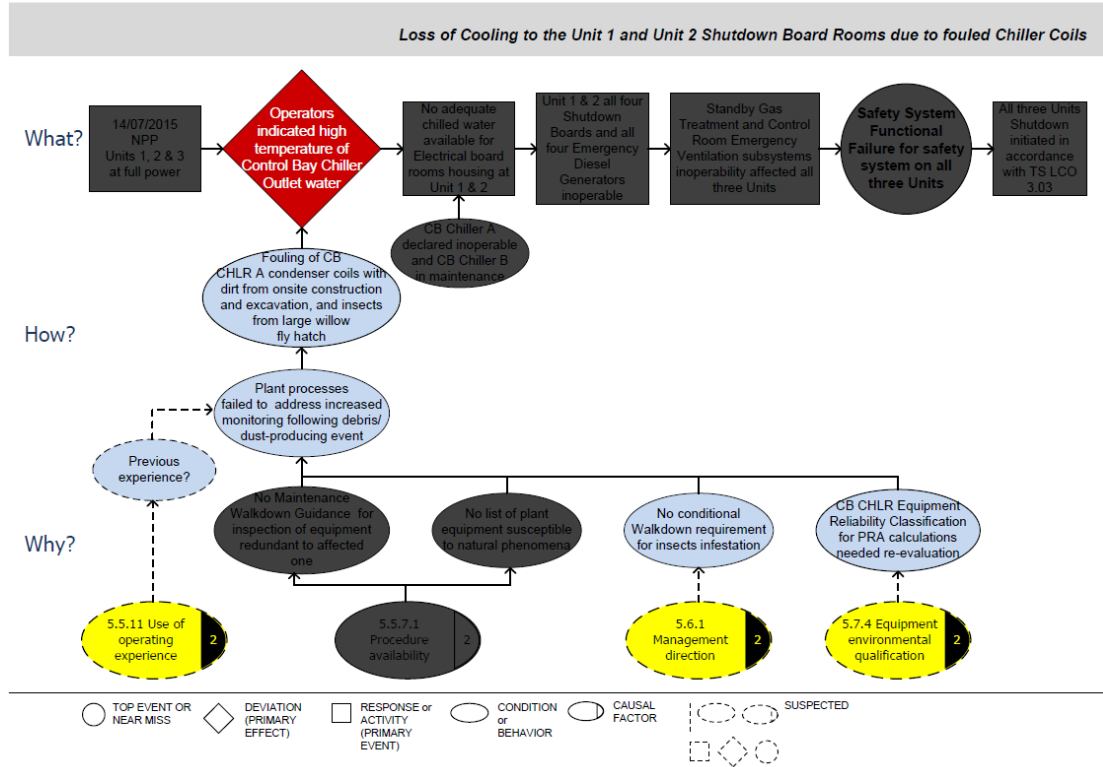 Loss of Cooling to the Unit 1 and Unit 2 Shutdown Board Rooms due to fouled Chiller Coils
What?
14/07/2015
NPP
Units 1, 2 & 3
at full power
Operators
indicated high
temperature of
Control Bay Chiller
Outlet water
No adequate
chilled water
available for
Electrical board
rooms housing at
Unit 1 & 2
Unit 1 & 2 all four
Shutdown
Boards and all
four Emergency
Diesel
Generators
inoperable
Standby Gas
Treatment and Control
Room Emergency
Ventilation subsystems
inoperability affected all
three Units
Safety System
Functional
Failure for safety
system on all
three Units
All three Units
Shutdown
initiated in
accordance
with TS LCO
3.03
CB Chiller A
declared inoperable
and CB Chiller B
in maintenance
Fouling of CB
CHLR A condenser coils with
dirt from onsite construction
and excavation, and insects
from large willow
fly hatch
How?
Plant processes
failed to address increased
monitoring following debris/
dust-producing event
Previous
experience?
Why?
No Maintenance
Walkdown Guidance for
inspection of equipment
redundant to affected
one
No list of plant
equipment susceptible
to natural phenomena
No conditional
Walkdown requirement
for insects infestation
CB CHLR Equipment
Reliability Classification
for PRA calculations
needed re-evaluation
5.5.11 Use of
operating
experience
2
5.5.7.1
Procedure
availability
2
5.6.1
Management
direction
2
5.7.4 Equipment
environmental
qualification
2
TOP EVENT OR
NEAR MISS
DEVIATION
(PRIMARY
EFFECT)
RESPONSE or
ACTIVITY
(PRIMARY
EVENT)
CONDITION
or
BEHAVIOR
CAUSAL
FACTOR
SUSPECTED